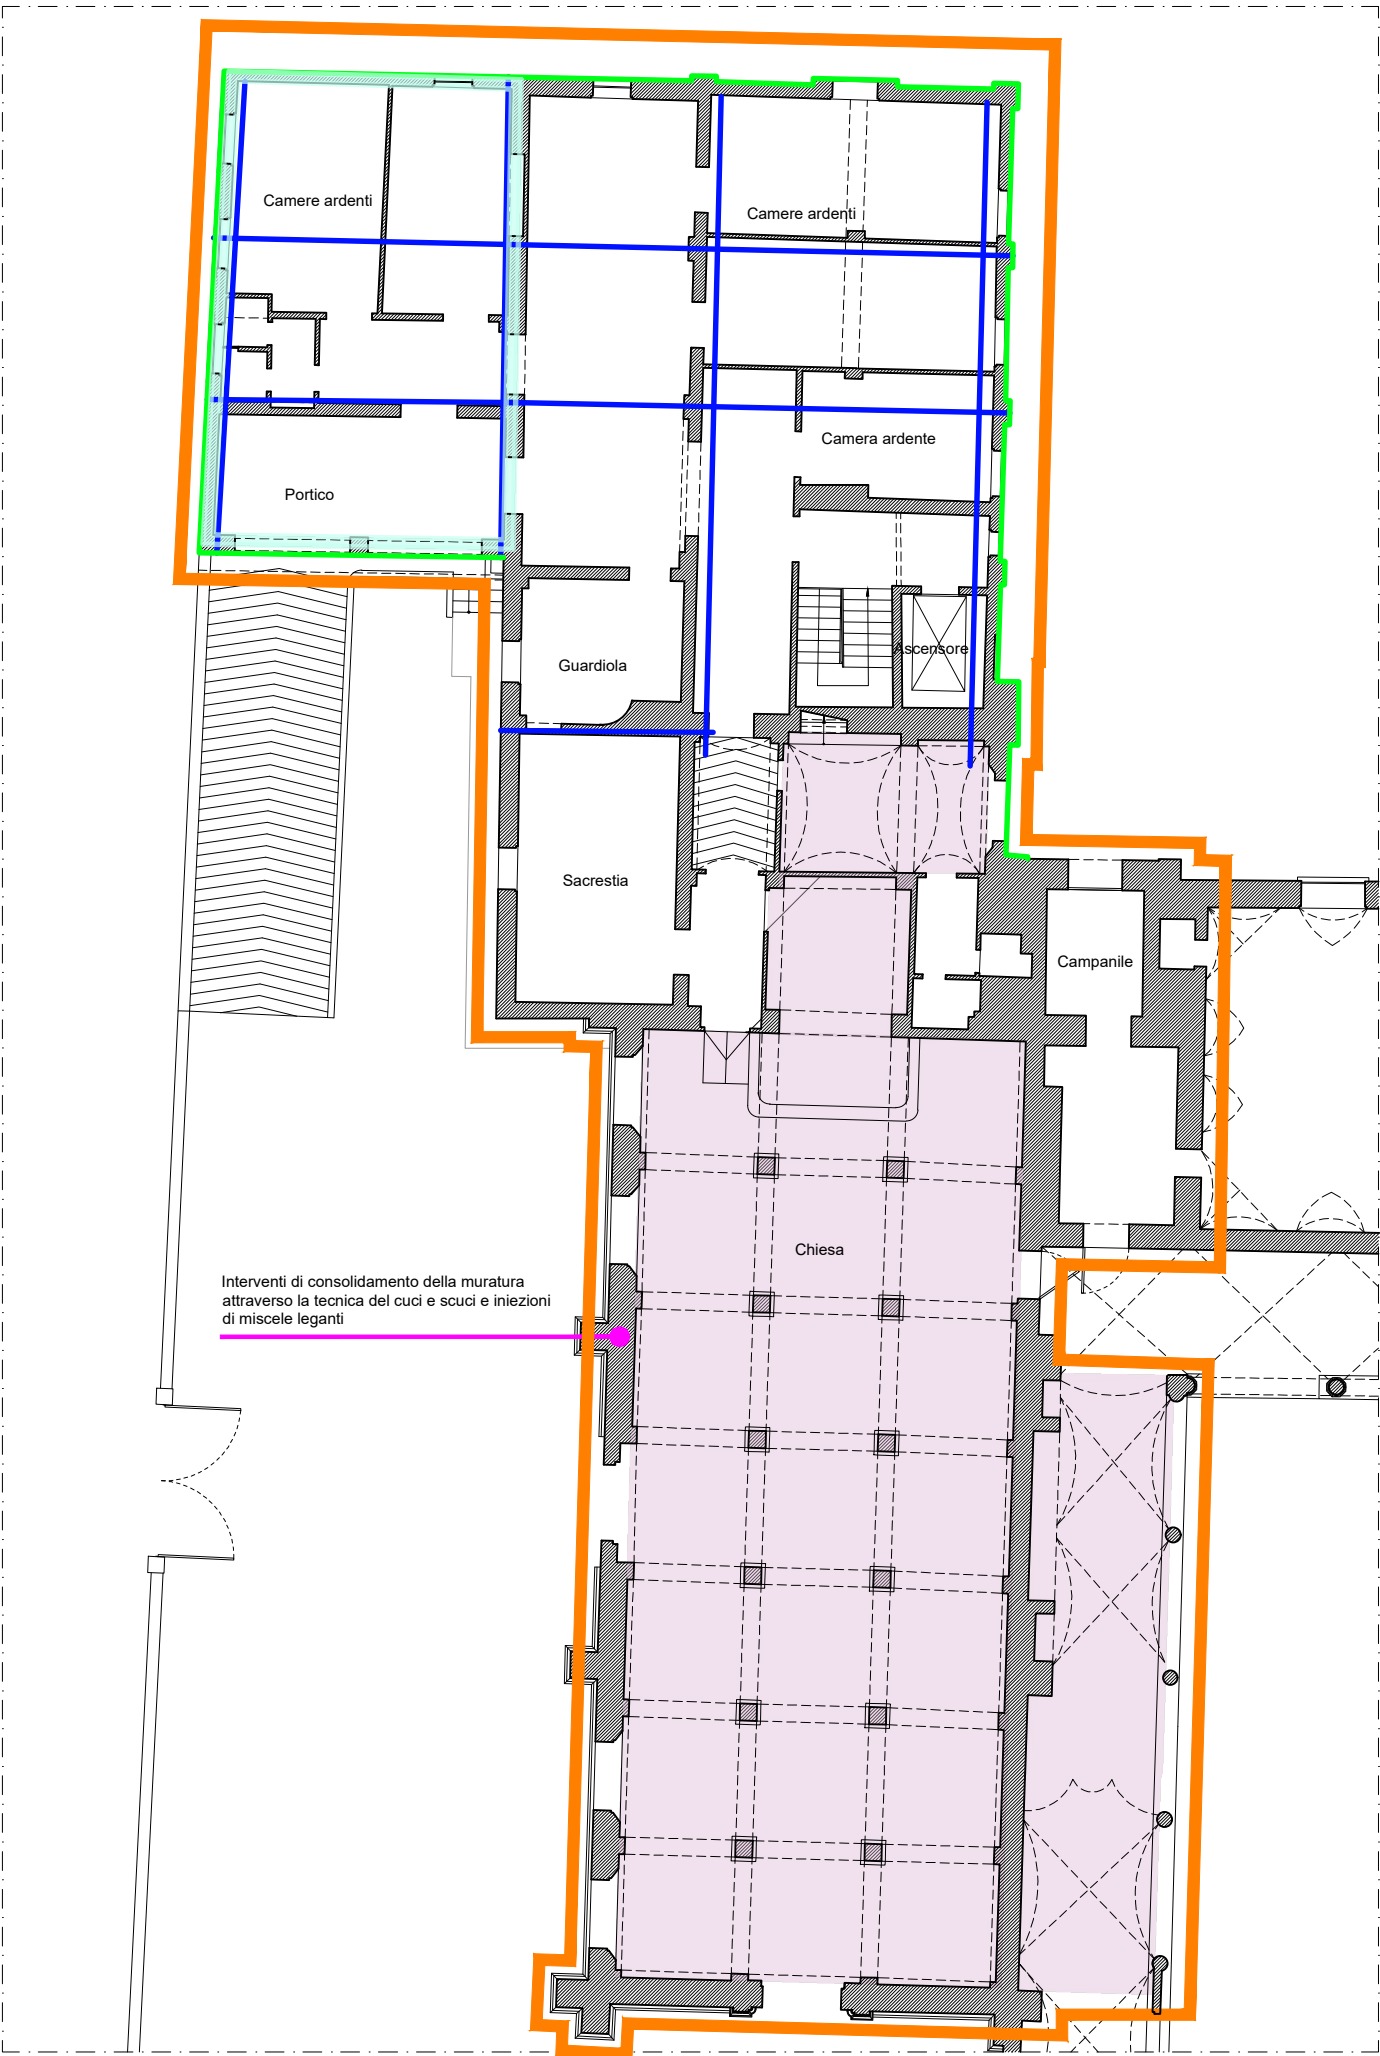 Camere ardenti
Camere ardenti
Camera ardente
Portico
Ascensore
Guardiola
Sacrestia
Campanile
Chiesa
Interventi di consolidamento della muratura
attraverso la tecnica del cuci e scuci e iniezioni
di miscele leganti